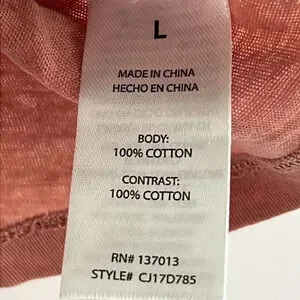 L
MADE IN CHINA
HECHO EN CHINA
BODY:
100% COTTON
CONTRAST:
100% COTTON
RN# 137013
STYLE# CJ17D785